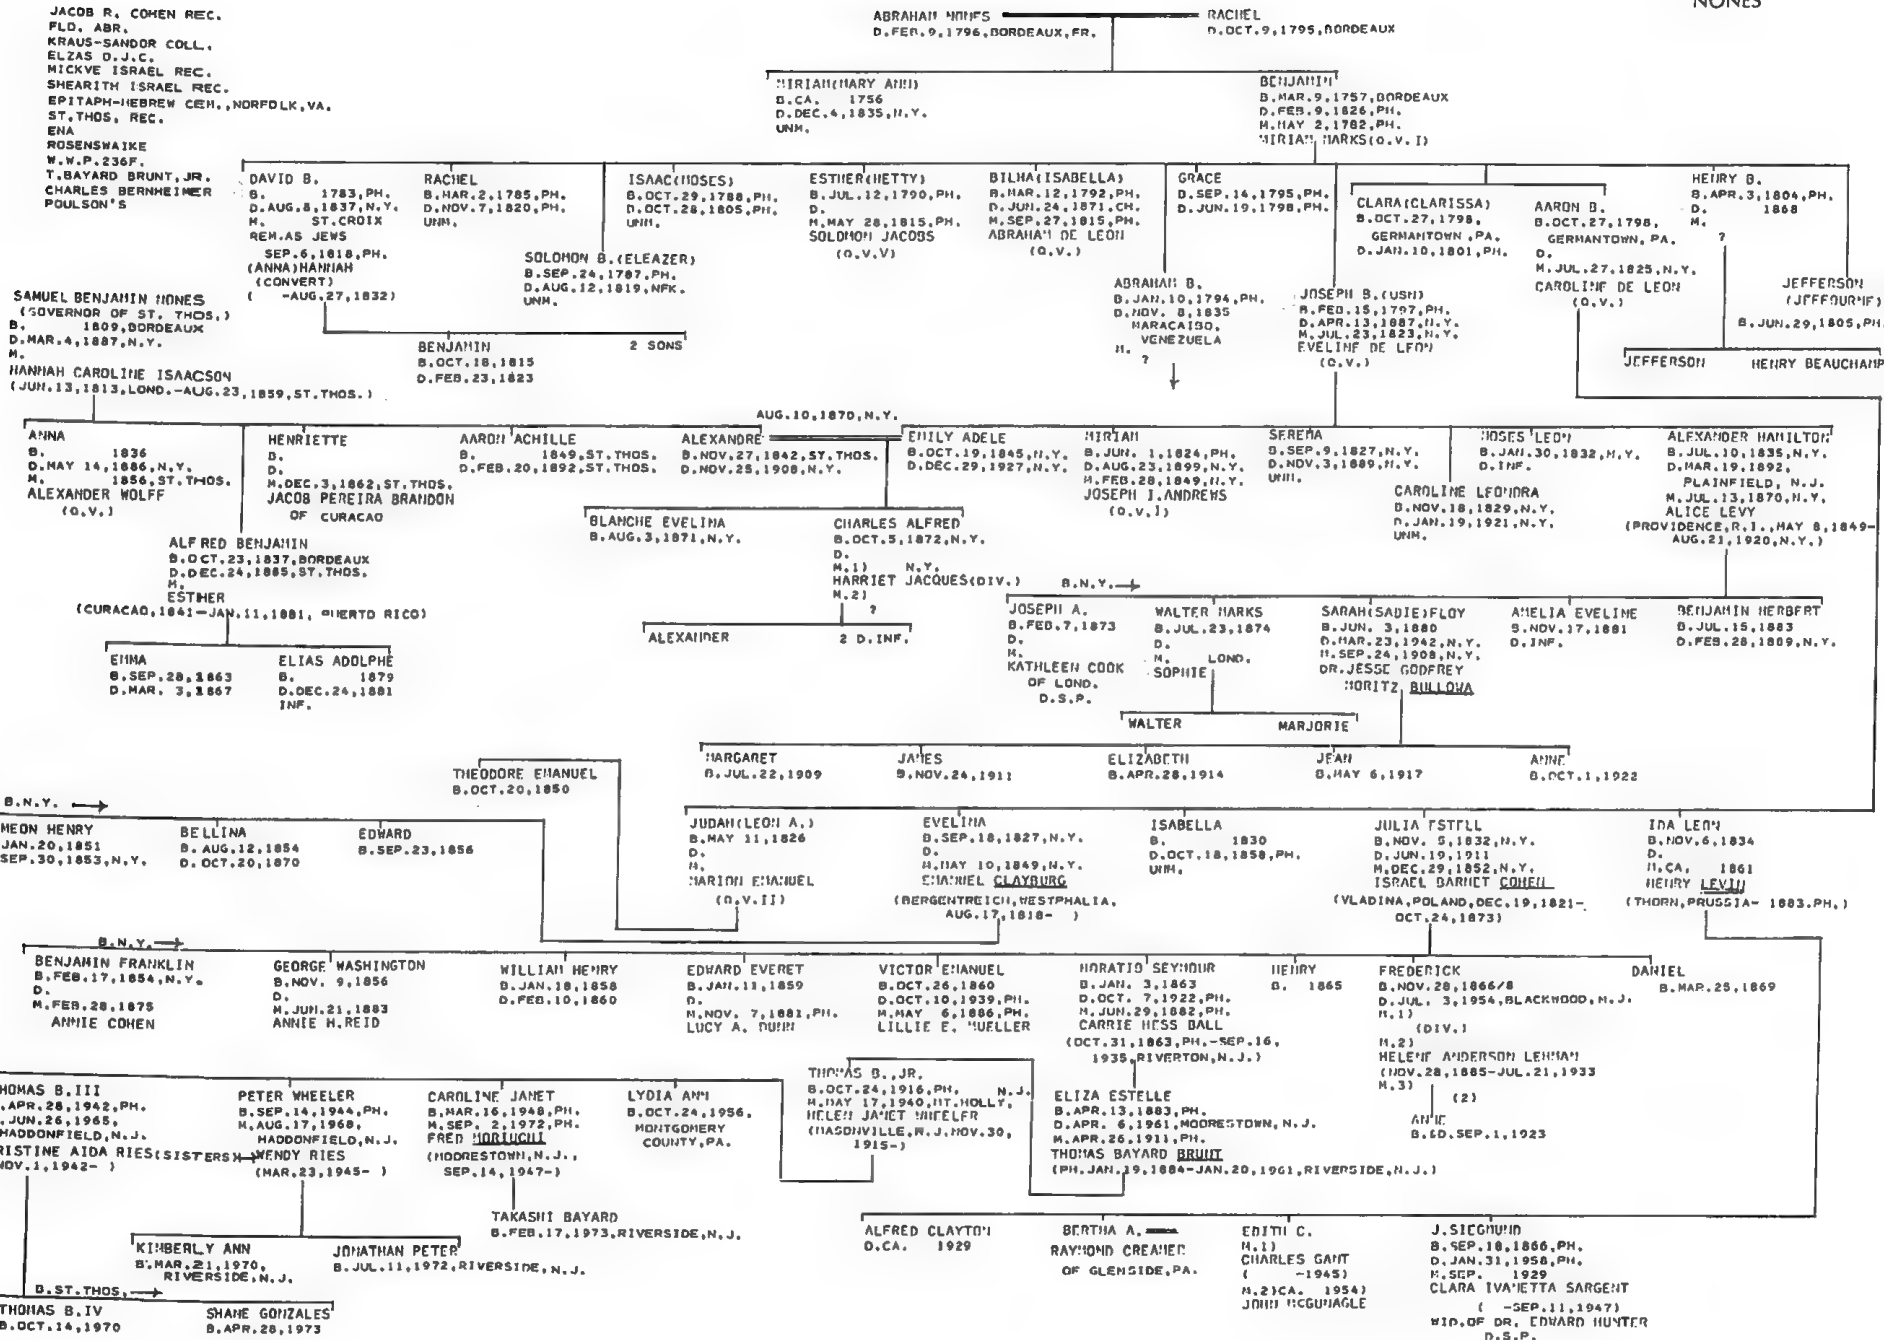 NONES
JACOB R. COHEN REC.
FLD. ABR.
KRAUS-SANDOR COLL.
ELZAS O.J.C.
MICKVE ISRAEL REC.
SHEARITH ISRAEL REC.
EPITAPH-HEBREW CEM.,NORFOLK,VA.
ST.THOS. REC.
ENA
ROSENSWAIKE
W.W.P.236F.
T.BAYARD BRUNT,JR.
CHARLES BERNHEIMER
POULSON'S
ABRAHAM NONES
D.FEB.9,1796,BORDEAUX,FR.
RACHEL
D.OCT.9,1795,BORDEAUX
MIRIAM(MARY ANN)
B.CA. 1756
D.DEC.4,1835,N.Y.
UNM.
BENJAMIN
B.MAR.9,1757,BORDEAUX
D.FEB.9,1826,PH.
M.MAY 2,1782,PH.
MIRIAM MARKS(Q.V.I)
DAVID B.
B. 1783,PH.
D.AUG.8,1837,N.Y.
M. ST.CROIX
REM.AS JEWS
SEP.6,1818,PH.
(ANNA)HANNAH
(CONVERT)
( -AUG.27,1832)
RACHEL
B.MAR.2,1785,PH.
D.NOV.7,1820,PH.
UNM.
SOLOMON B.(ELEAZER)
B.SEP.24,1787,PH.
D.AUG.12,1819,NFK.
UNM.
ISAAC(MOSES)
B.OCT.29,1788,PH.
D.OCT.28,1805,PH.
UNM.
ESTHER(HETTY)
B.JUL.12,1790,PH.
D.
M.MAY 28,1815,PH.
SOLOMON JACOBS
(Q.V.V)
BILHA(ISABELLA)
B.MAR.12,1792,PH.
D.JUN.24,1871,CH.
M.SEP.27,1815,PH.
ABRAHAM DE LEON
(Q.V.)
ABRAHAM B.
B.JAN.10,1794,PH.
D.NOV. 8,1835
MARACAIBO,
VENEZUELA
M.
?
GRACE
D.SEP.14,1795,PH.
D.JUN.19,1798,PH.
JOSEPH B.(USN)
B.FEB.15,1797,PH.
D.APR.13,1887,N.Y.
M.JUL.23,1823,N.Y.
EVELINE DE LEON
(Q.V.)
CLARA(CLARISSA)
B.OCT.27,1798,
GERMANTOWN,PA.
D.JAN.10,1801,PH.
AARON B.
B.OCT.27,1798,
GERMANTOWN,PA.
D.
M.JUL.27,1825,N.Y.
CAROLINE DE LEON
(Q.V.)
HENRY B.
B.APR.3,1804,PH.
D. 1868
M.
?
JEFFERSON
(JEFFOURNE)
B.JUN.29,1805,PH.
JEFFERSON
HENRY BEAUCHAMP
SAMUEL BENJAMIN NONES
(GOVERNOR OF ST. THOS.)
B. 1809,BORDEAUX
D.MAR.4,1887,N.Y.
M.
HANNAH CAROLINE ISAACSON
(JUN.13,1813,LOND.-AUG.23,1859,ST.THOS.)
BENJAMIN
B.OCT.18,1815
D.FEB.23,1823
2 SONS
ANNA
B. 1836
D.MAY 14,1886,N.Y.
M. 1856,ST.THOS.
ALEXANDER WOLFF
(Q.V.)
ALFRED BENJAMIN
B.OCT.23,1837,BORDEAUX
D.DEC.24,1885,ST.THOS.
M.
ESTHER
(CURACAO,1841-JAN.11,1881, PUERTO RICO)
HENRIETTE
B.
D.
M.DEC.3,1862,ST.THOS.
JACOB PEREIRA BRANDON
OF CURACAO
AARON ACHILLE
B. 1849,ST.THOS.
D.FEB.20,1892,ST.THOS.
ALEXANDRE
B.NOV.27,1842,ST.THOS.
D.NOV.25,1908,N.Y.
AUG.10,1870,N.Y.
EMILY ADELE
B.OCT.19,1845,N.Y.
D.DEC.29,1927,N.Y.
MIRIAM
B.JUN. 1,1824,PH.
D.AUG.23,1899,N.Y.
M.FEB.28,1849,N.Y.
JOSEPH I.ANDREWS
(Q.V.I)
SERENA
B.SEP.9,1827,N.Y.
D.NOV.3,1889,N.Y.
UNM.
CAROLINE LEONORA
B.NOV.18,1829,N.Y.
D.JAN.19,1921,N.Y.
UNM.
MOSES LEON
B.JAN.30,1832,N.Y.
D.INF.
ALEXANDER HAMILTON
B.JUL.10,1835,N.Y.
D.MAR.19,1892,
PLAINFIELD, N.J.
M.JUL.13,1870,N.Y.
ALICE LEVY
(PROVIDENCE,R.I.,MAY 8,1849-
AUG.21,1920,N.Y.)
BLANCHE EVELINA
B.AUG.3,1871,N.Y.
CHARLES ALFRED
B.OCT.5,1872,N.Y.
D.
M.1) N.Y.
HARRIET JACQUES(DIV.)
M.2)
?
ALEXANDER
2 D.INF.
EMMA
B.SEP.28,1863
D.MAR. 3,1867
ELIAS ADOLPHE
B. 1879
D.DEC.24,1881
INF.
B.N.Y.→
JOSEPH A.
B.FEB.7,1873
D.
M.
KATHLEEN COOK
OF LOND.
D.S.P.
WALTER MARKS
B.JUL.23,1874
D.
M. LOND.
SOPHIE
SARAH(SADIE)FLOY
B.JUN. 3,1880
D.MAR.23,1942,N.Y.
M.SEP.24,1908,N.Y.
DR.JESSE GODFREY
MORITZ BULLOWA
AMELIA EVELINE
B.NOV.17,1881
D.INF.
BENJAMIN HERBERT
B.JUL.15,1883
D.FEB.28,1889,N.Y.
WALTER
MARJORIE
MARGARET
B.JUL.22,1909
JAMES
B.NOV.24,1911
ELIZABETH
B.APR.28,1914
JEAN
B.MAY 6,1917
ANNE
B.OCT.1,1922
THEODORE EMANUEL
B.OCT.20,1850
B.N.Y. →
MEON HENRY
JAN.20,1851
SEP.30,1853,N.Y.
BELLINA
B. AUG.12,1854
D. OCT.20,1870
EDWARD
B.SEP.23,1856
JUDAH(LEON A.)
B.MAY 11,1826
D.
M.
MARION EMANUEL
(Q.V.II)
EVELINA
B.SEP.18,1827,N.Y.
D.
M.MAY 10,1849,N.Y.
EMANUEL CLAYBURG
(BERGENTREICH,WESTPHALIA,
AUG.17,1818- )
ISABELLA
B. 1830
D.OCT.18,1858,PH.
UNM.
JULIA ESTELL
B.NOV. 5,1832,N.Y.
D.JUN.19,1911
M.DEC.29,1852,N.Y.
ISRAEL BARNET COHEN
(VLADINA,POLAND,DEC.19,1821-
OCT.24,1873)
IDA LEON
B.NOV.6,1834
D.
M.CA. 1861
HENRY LEVIN
(THORN,PRUSSIA- 1883.PH.)
B.N.Y.→
BENJAMIN FRANKLIN
B.FEB.17,1854,N.Y.
D.
M.FEB.28,1875
ANNIE COHEN
GEORGE WASHINGTON
B.NOV. 9,1856
D.
M.JUN.21,1883
ANNIE H.REID
WILLIAM HENRY
B.JAN.18,1858
D.FEB.10,1860
EDWARD EVERET
B.JAN.11,1859
D.
M.NOV. 7,1881,PH.
LUCY A. DUNN
VICTOR EMANUEL
B.OCT.26,1860
D.OCT.10,1939,PH.
M.MAY 6,1886,PH.
LILLIE E. MUELLER
HORATIO SEYMOUR
B.JAN. 3,1863
D.OCT. 7,1922,PH.
M.JUN.29,1882,PH.
CARRIE HESS BALL
(OCT.31,1863,PH.-SEP.16,
1935,RIVERTON,N.J.)
HENRY
B. 1865
FREDERICK
B.NOV.28,1866/8
D.JUL. 3,1954,BLACKWOOD,N.J.
M.1)
(DIV.)
M.2)
HELENE ANDERSON LEHMAN
(NOV.28,1885-JUL.21,1933
M.3)
(2)
ANNE
B.&D.SEP.1,1923
DANIEL
B.MAR.25,1869
HOMAS B.III
.APR.28,1942,PH.
.JUN.26,1965,
HADDONFIELD,N.J.
RISTINE AIDA RIES(SISTERS)→
NOV.1,1942- )
PETER WHEELER
B.SEP.14,1944,PH.
M.AUG.17,1968,
HADDONFIELD,N.J.
WENDY RIES
(MAR.23,1945- )
CAROLINE JANET
B.MAR.16,1948,PH.
M.SEP. 2,1972,PH.
FRED MORIUCHI
(MOORESTOWN,N.J.,
SEP.14,1947-)
LYDIA ANN
B.OCT.24,1956,
MONTGOMERY
COUNTY,PA.
THOMAS B.,JR.
B.OCT.24,1916,PH. N.J.
M.MAY 17,1940,MT.HOLLY,
HELEN JANET WHEELER
(MASONVILLE,N.J.NOV.30,
1915-)
ELIZA ESTELLE
B.APR.13,1883,PH.
D.APR. 6,1961,MOORESTOWN,N.J.
M.APR.26,1911,PH.
THOMAS BAYARD BRUNT
(PH.JAN.19,1884-JAN.20,1961,RIVERSIDE,N.J.)
TAKASHI BAYARD
B.FEB.17,1973,RIVERSIDE,N.J.
KIMBERLY ANN
B.MAR.21,1970,
RIVERSIDE,N.J.
JONATHAN PETER
B.JUL.11,1972,RIVERSIDE,N.J.
B.ST.THOS.→
THOMAS B.IV
B.OCT.14,1970
SHANE GONZALES
B.APR.28,1973
ALFRED CLAYTON
D.CA. 1929
BERTHA A.
RAYMOND CREAMER
OF GLENSIDE,PA.
EDITH C.
M.1)
CHARLES GANT
( -1945)
M.2)CA. 1954)
JOHN MCGUNAGLE
J.SIEGMUND
B.SEP.18,1866,PH.
D.JAN.31,1958,PH.
M.SEP. 1929
CLARA IVANETTA SARGENT
( -SEP.11,1947)
WID.OF DR. EDWARD HUNTER
D.S.P.